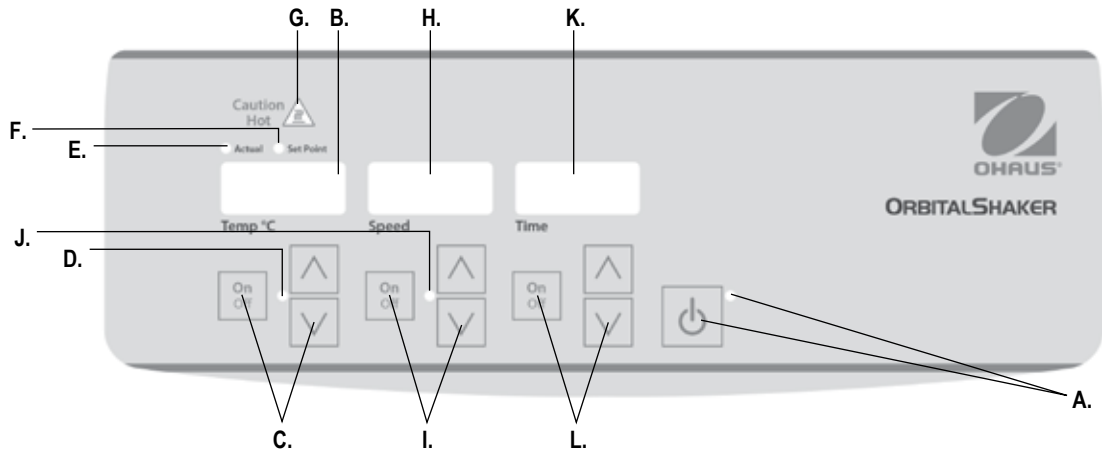 G. B. H. K.
Caution
Hot
F.
E.
Actual Set Point
OHAUS®
ORBITALSHAKER
Temp °C Speed Time
J.
D.
On
Off
On
Off
On
Off
A.
C. I. L.